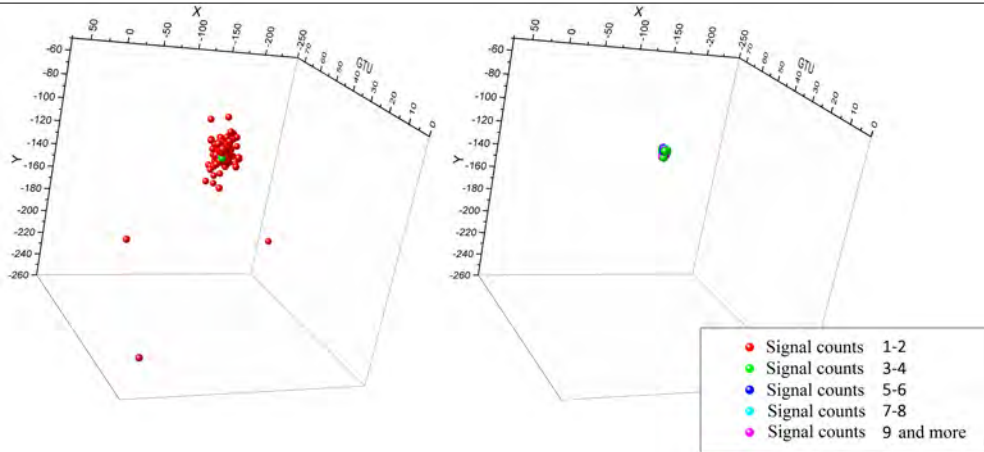 X
50 0 -50 -100 -150 -200 -250
GTU
70 60 50 40 30 20 10 0
Y
-60
-80
-100
-120
-140
-160
-180
-200
-220
-240
-260
X
50 0 -50 -100 -150 -200 -250
GTU
70 60 50 40 30 20 10 0
Y
-60
-80
-100
-120
-140
-160
-180
-200
-220
-240
-260
Signal counts 1-2
Signal counts 3-4
Signal counts 5-6
Signal counts 7-8
Signal counts 9 and more